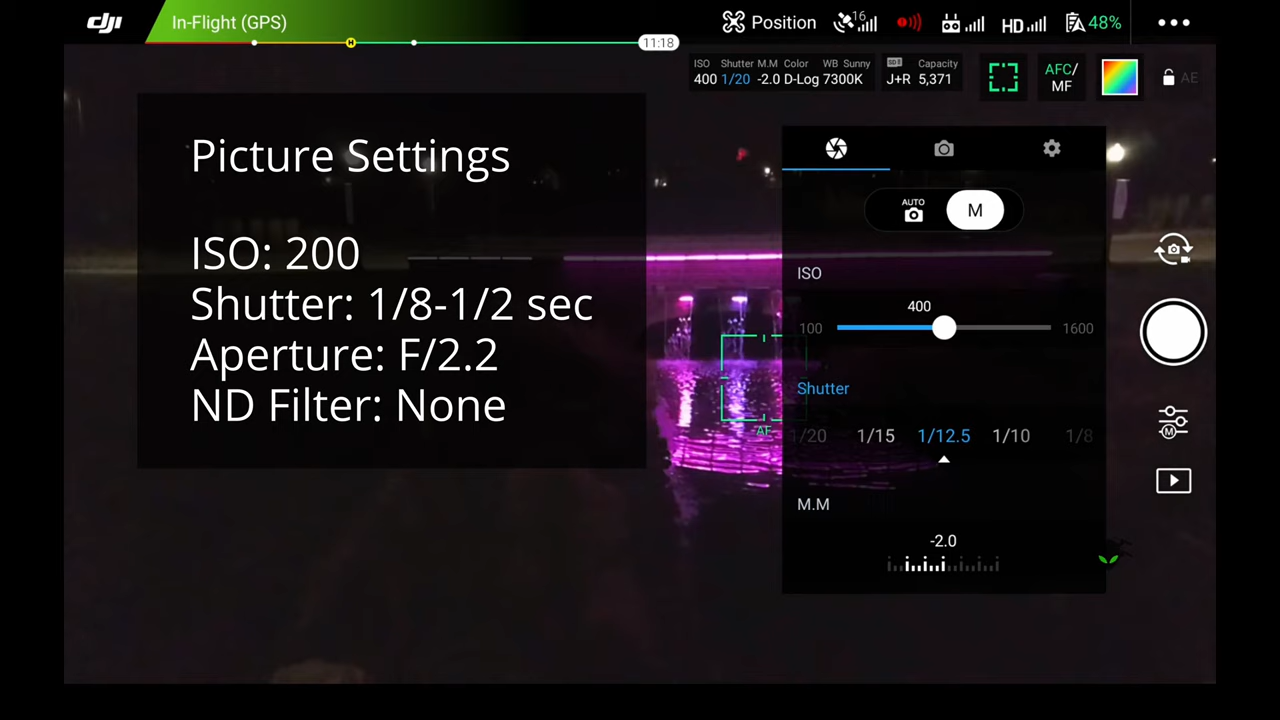 dji In-Flight (GPS) Position 16 HD 48%
11:18
ISO Shutter M.M Color WB Sunny Capacity
400 1/20 -2.0 D-Log 7300K J+R 5,371
AFC/
MF
AE
Picture Settings
ISO: 200
Shutter: 1/8-1/2 sec
Aperture: F/2.2
ND Filter: None
AUTO M
ISO
400
100 1600
Shutter
1/20 1/15 1/12.5 1/10 1/8
M.M
-2.0
AF
M